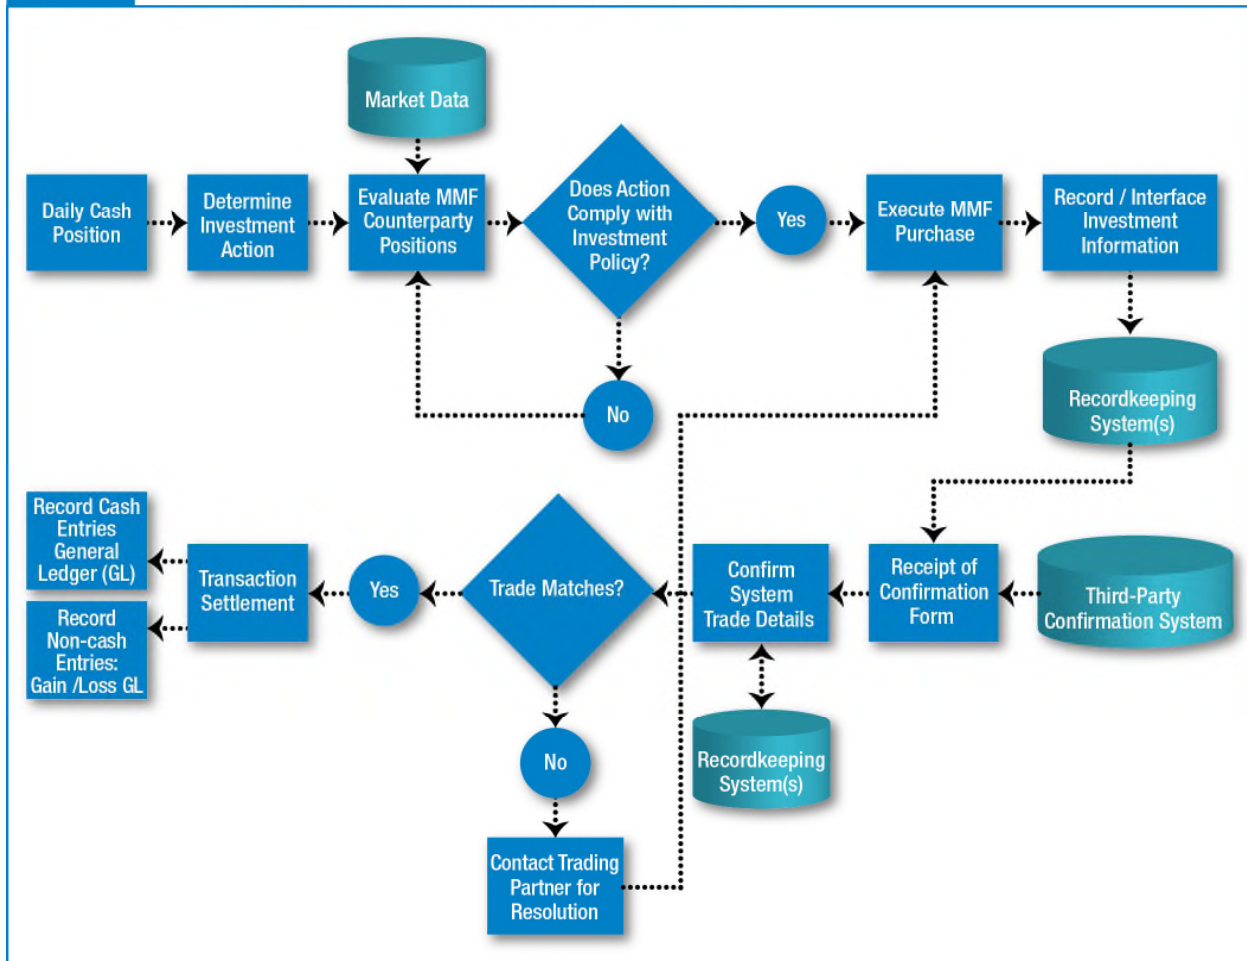 Market Data
Daily Cash
Position
Determine
Investment
Action
Evaluate MMF
Counterparty
Positions
Does Action
Comply with
Investment
Policy?
Yes
Execute MMF
Purchase
Record / Interface
Investment
Information
No
Recordkeeping
System(s)
Record Cash
Entries
General
Ledger (GL)
Record
Non-cash
Entries:
Gain /Loss GL
Transaction
Settlement
Yes
Trade Matches?
Confirm
System
Trade Details
Receipt of
Confirmation
Form
Third-Party
Confirmation System
No
Recordkeeping
System(s)
Contact Trading
Partner for
Resolution